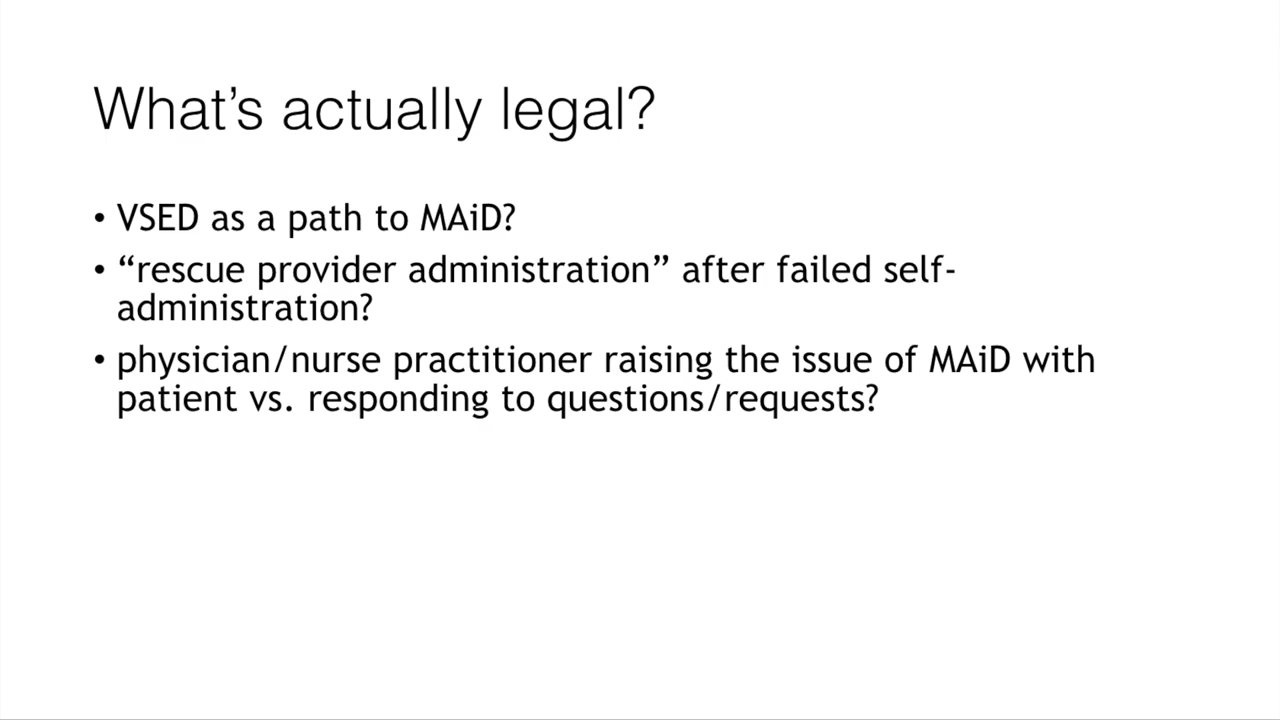 What’s actually legal?
• VSED as a path to MAiD?
• “rescue provider administration” after failed self-
administration?
• physician/nurse practitioner raising the issue of MAiD with
patient vs. responding to questions/requests?